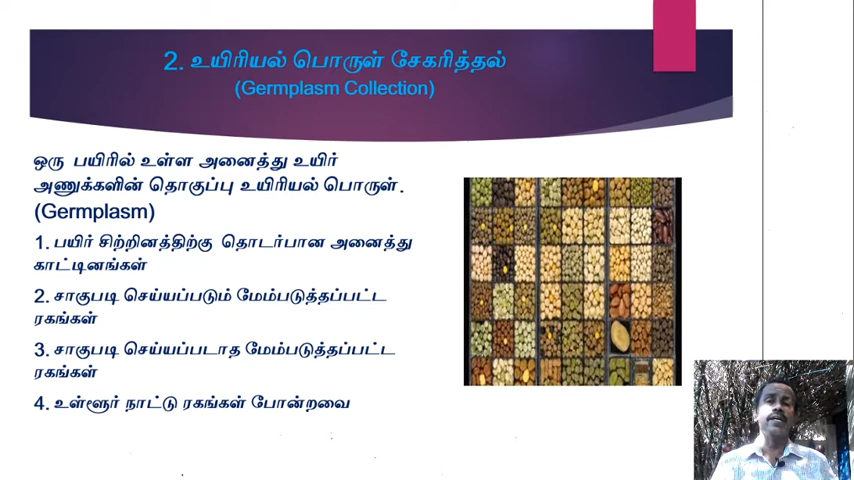 2. உயிரியல் பொருள் சேகரித்தல்
(Germplasm Collection)
ஒரு பயிரில் உள்ள அனைத்து உயிர்
அணுக்களின் தொகுப்பு உயிரியல் பொருள்.
(Germplasm)
1. பயிர் சிற்றினத்திற்கு தொடர்பான அனைத்து
காட்டினங்கள்
2. சாகுபடி செய்யப்படும் மேம்படுத்தப்பட்ட
ரகங்கள்
3. சாகுபடி செய்யப்படாத மேம்படுத்தப்பட்ட
ரகங்கள்
4. உள்ளூர் நாட்டு ரகங்கள் போன்றவை